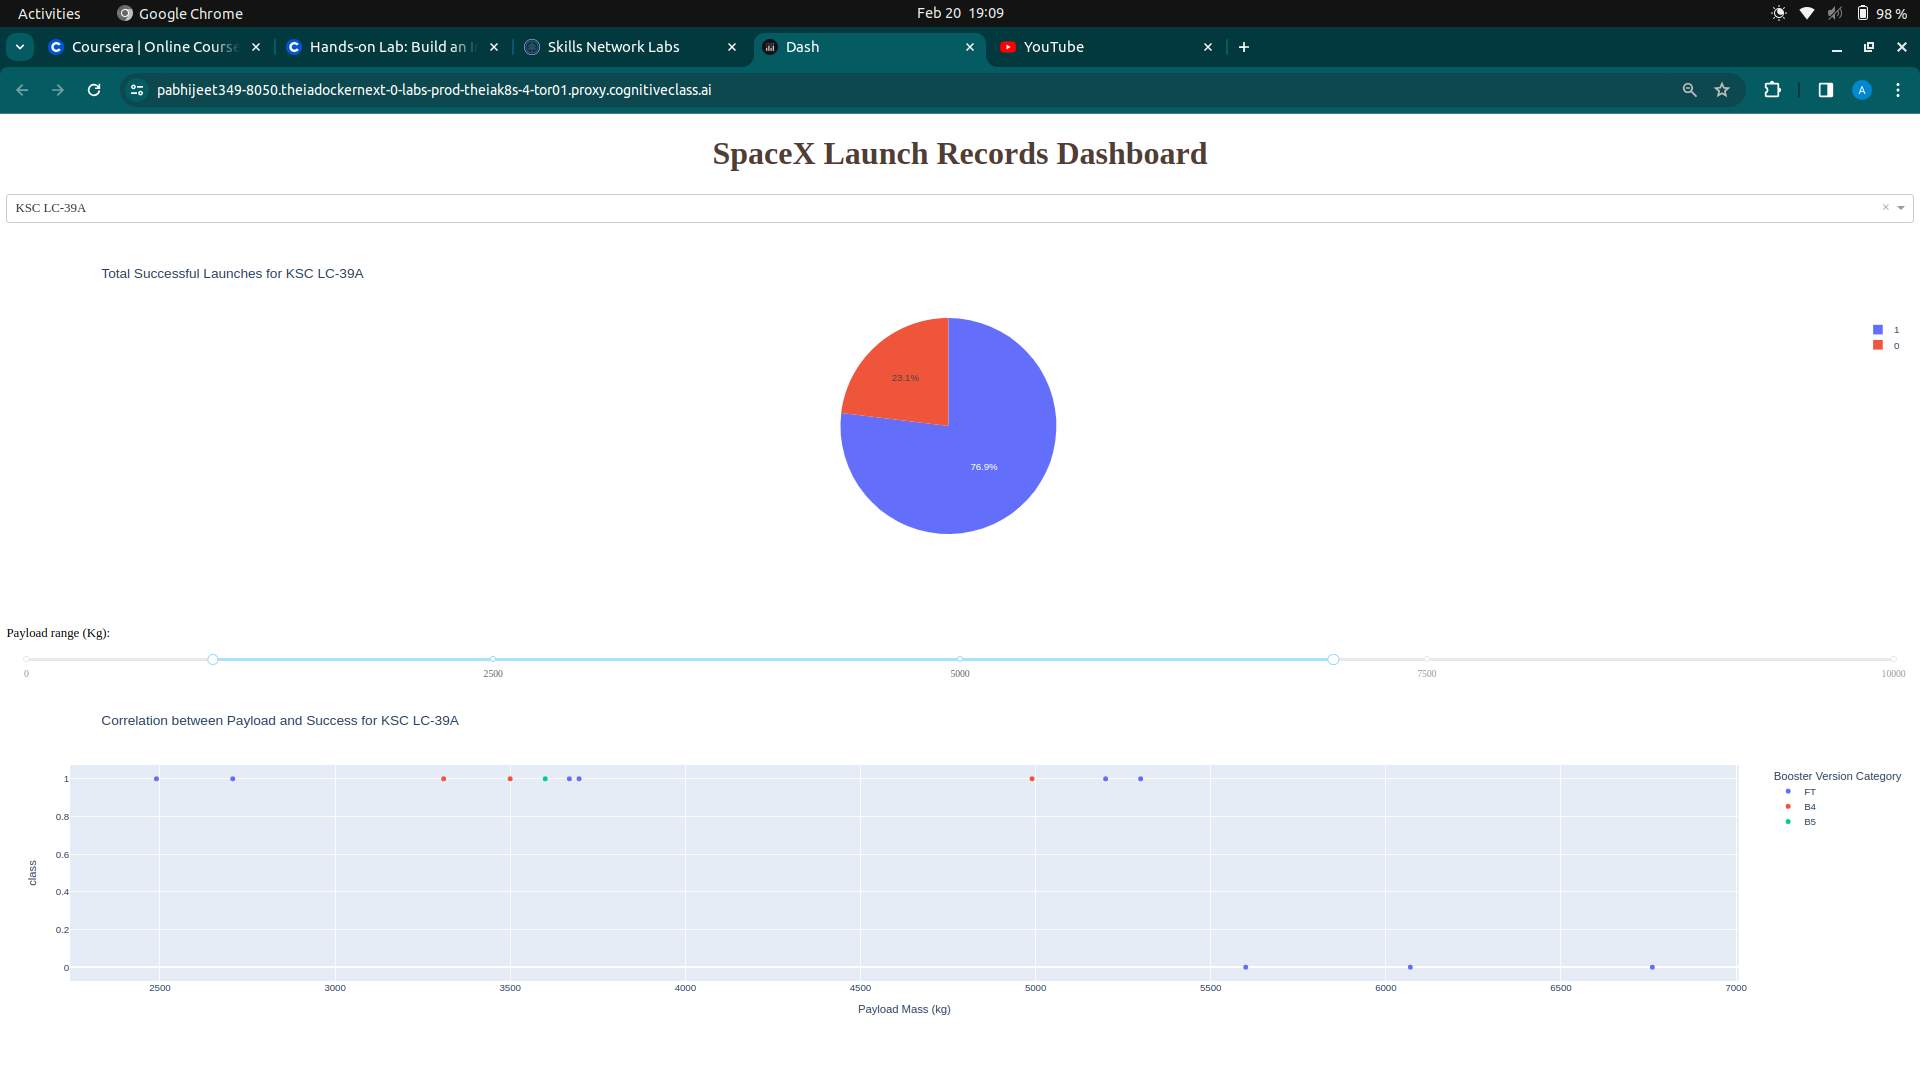 Activities Google Chrome Feb 20 19:09 98 %
Coursera | Online Course Hands-on Lab: Build an I Skills Network Labs Dash YouTube
pabhijeet349-8050.theiadockernext-0-labs-prod-theiak8s-4-tor01.proxy.cognitiveclass.ai A
SpaceX Launch Records Dashboard
KSC LC-39A
Total Successful Launches for KSC LC-39A
1
0
23.1%
76.9%
Payload range (Kg):
0 2500 5000 7500 10000
Correlation between Payload and Success for KSC LC-39A
Booster Version Category
FT
B4
B5
1
0.8
0.6
class
0.4
0.2
0
2500 3000 3500 4000 4500 5000 5500 6000 6500 7000
Payload Mass (kg)